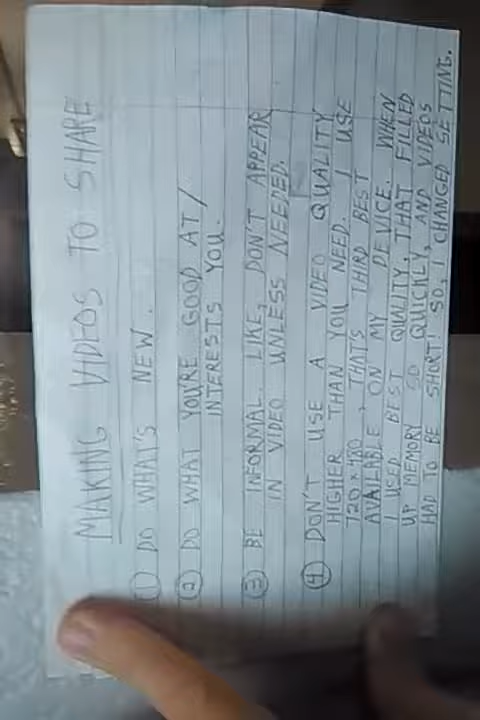 MAKING VIDEOS TO SHARE
① DO WHAT'S NEW.
② DO WHAT YOU'RE GOOD AT/
INTERESTS YOU.
③ BE INFORMAL. LIKE, DON'T APPEAR
IN VIDEO UNLESS NEEDED.
④ DON'T USE A VIDEO QUALITY
HIGHER THAN YOU NEED. I USE
720 x 480, THAT'S THIRD BEST
AVAILABLE ON MY DEVICE. WHEN
I USED BEST QUALITY, THAT FILLED
UP MEMORY SO QUICKLY, AND VIDEOS
HAD TO BE SHORT. SO, I CHANGED SETTING.